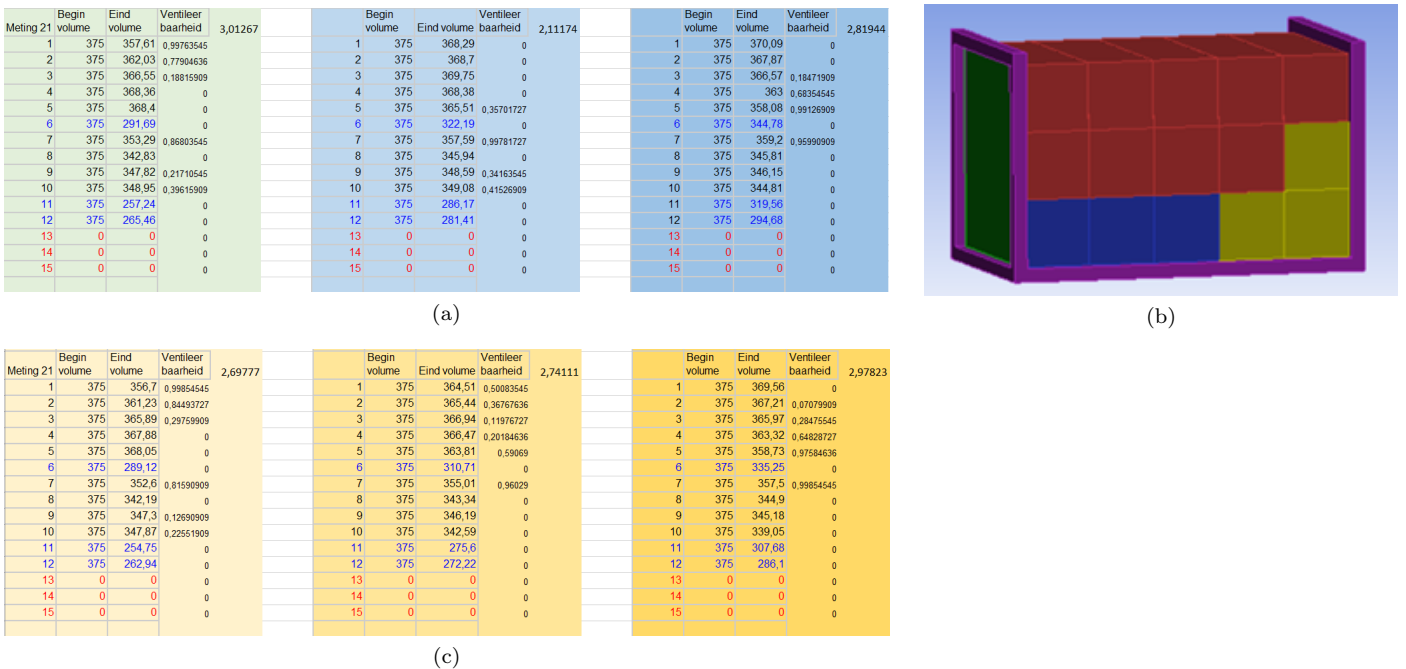 Begin Eind Ventileer Begin Ventileer Begin Eind Ventileer
Meting 21 volume volume baarheid 3,01267 volume Eind volume baarheid 2,11174 volume volume baarheid 2,81944
1 375 357,61 0,99763545 1 375 368,29 0 1 375 370,09 0
2 375 362,03 0,77904636 2 375 368,7 0 2 375 367,87 0
3 375 366,55 0,18815909 3 375 369,75 0 3 375 366,57 0,18471909
4 375 368,36 0 4 375 368,38 0 4 375 363 0,68354545
5 375 368,4 0 5 375 365,51 0,35701727 5 375 358,08 0,99126909
6 375 291,69 0 6 375 322,19 0 6 375 344,78 0
7 375 353,29 0,86803545 7 375 357,59 0,99781727 7 375 359,2 0,95990909
8 375 342,83 0 8 375 345,94 0 8 375 345,81 0
9 375 347,82 0,21710545 9 375 348,59 0,34163545 9 375 346,15 0
10 375 348,95 0,39615909 10 375 349,08 0,41526909 10 375 344,81 0
11 375 257,24 0 11 375 286,17 0 11 375 319,56 0
12 375 265,46 0 12 375 281,41 0 12 375 294,68 0
13 0 0 0 13 0 0 0 13 0 0 0
14 0 0 0 14 0 0 0 14 0 0 0
15 0 0 0 15 0 0 0 15 0 0 0
(a)
(b)
Begin Eind Ventileer Begin Ventileer Begin Eind Ventileer
Meting 21 volume volume baarheid 2,69777 volume Eind volume baarheid 2,74111 volume volume baarheid 2,97823
1 375 356,7 0,99854545 1 375 364,51 0,50083545 1 375 369,56 0
2 375 361,23 0,84493727 2 375 365,44 0,36767636 2 375 367,21 0,07079909
3 375 365,89 0,29759909 3 375 366,94 0,11976727 3 375 365,97 0,28475545
4 375 367,88 0 4 375 366,47 0,20184636 4 375 363,32 0,64828727
5 375 368,05 0 5 375 363,81 0,59069 5 375 358,73 0,97584636
6 375 289,12 0 6 375 310,71 0 6 375 335,25 0
7 375 352,6 0,81590909 7 375 355,01 0,96029 7 375 357,5 0,99854545
8 375 342,19 0 8 375 343,34 0 8 375 344,9 0
9 375 347,3 0,12690909 9 375 346,19 0 9 375 345,18 0
10 375 347,87 0,22551909 10 375 342,59 0 10 375 339,05 0
11 375 254,75 0 11 375 275,6 0 11 375 307,68 0
12 375 262,94 0 12 375 272,22 0 12 375 286,1 0
13 0 0 0 13 0 0 0 13 0 0 0
14 0 0 0 14 0 0 0 14 0 0 0
15 0 0 0 15 0 0 0 15 0 0 0
(c)